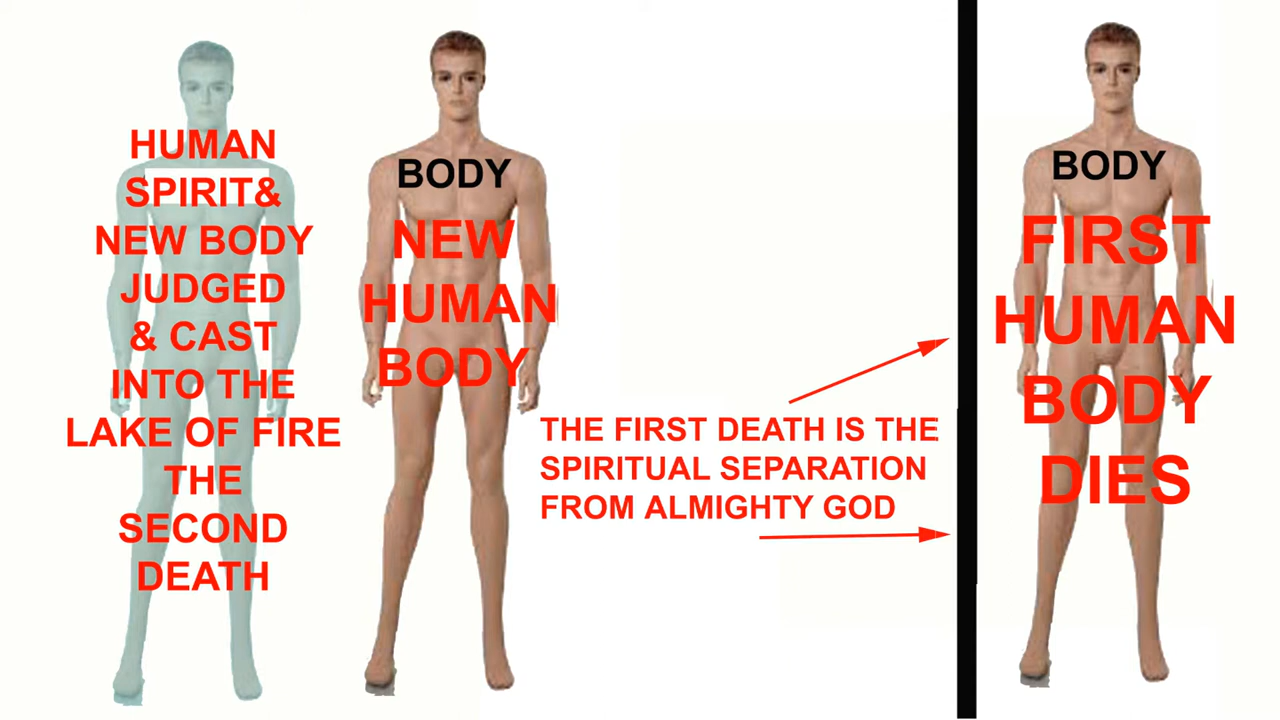 HUMAN
SPIRIT&
NEW BODY
JUDGED
& CAST
INTO THE
LAKE OF FIRE
THE
SECOND
DEATH
BODY
NEW
HUMAN
BODY
THE FIRST DEATH IS THE
SPIRITUAL SEPARATION
FROM ALMIGHTY GOD
BODY
FIRST
HUMAN
BODY
DIES